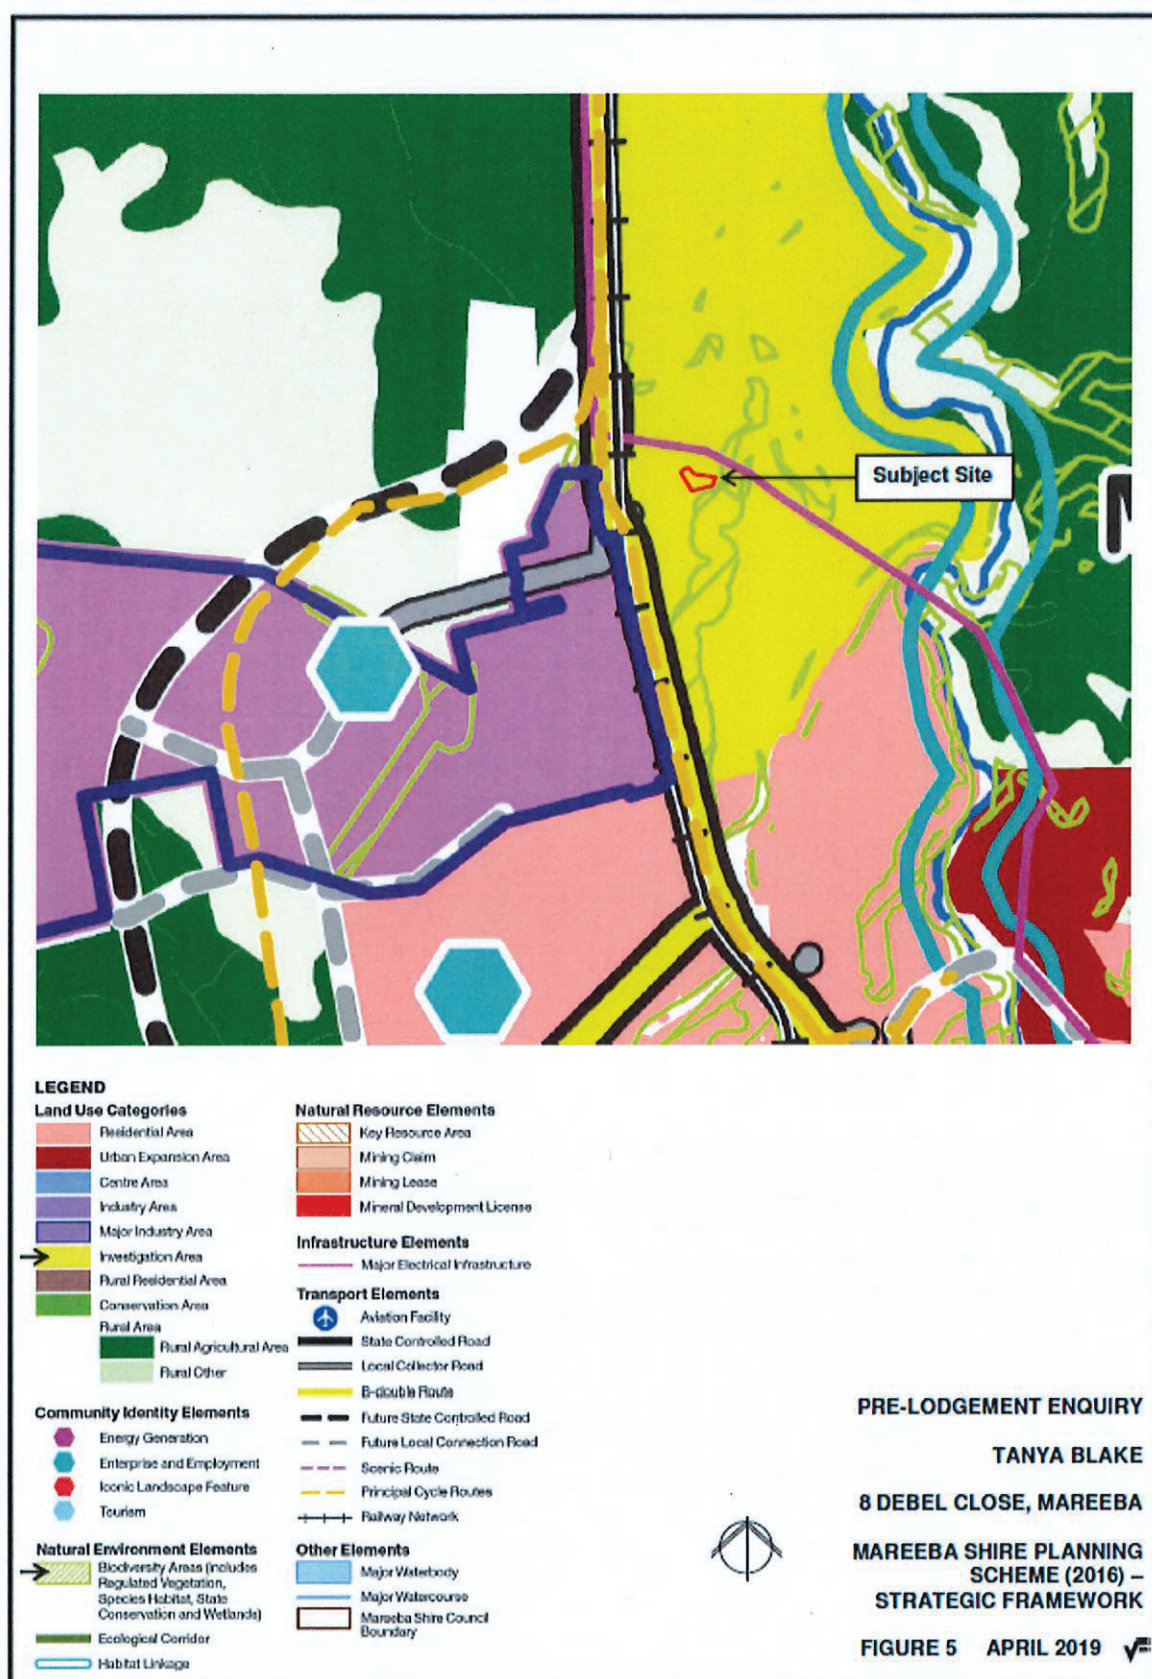 Subject Site
LEGEND
Land Use Categories
Residential Area
Urban Expansion Area
Centre Area
Industry Area
Major Industry Area
Investigation Area
Rural Residential Area
Conservation Area
Rural Area
Rural Agricultural Area
Rural Other
Community Identity Elements
Energy Generation
Enterprise and Employment
Iconic Landscape Feature
Tourism
Natural Environment Elements
Biodiversity Areas (includes
Regulated Vegetation,
Species Habitat, State
Conservation and Wetlands)
Ecological Corridor
Habitat Linkage
Natural Resource Elements
Key Resource Area
Mining Claim
Mining Lease
Mineral Development License
Infrastructure Elements
Major Electrical Infrastructure
Transport Elements
Aviation Facility
State Controlled Road
Local Collector Road
B-double Route
Future State Controlled Road
Future Local Connection Road
Scenic Route
Principal Cycle Routes
Railway Network
Other Elements
Major Waterbody
Major Watercourse
Mareeba Shire Council
Boundary
PRE-LODGEMENT ENQUIRY
TANYA BLAKE
8 DEBEL CLOSE, MAREEBA
MAREEBA SHIRE PLANNING
SCHEME (2016) –
STRATEGIC FRAMEWORK
FIGURE 5 APRIL 2019